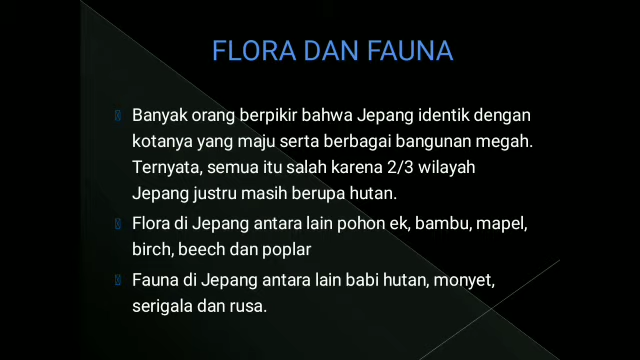 FLORA DAN FAUNA
Banyak orang berpikir bahwa Jepang identik dengan
kotanya yang maju serta berbagai bangunan megah.
Ternyata, semua itu salah karena 2/3 wilayah
Jepang justru masih berupa hutan.
Flora di Jepang antara lain pohon ek, bambu, mapel,
birch, beech dan poplar
Fauna di Jepang antara lain babi hutan, monyet,
serigala dan rusa.